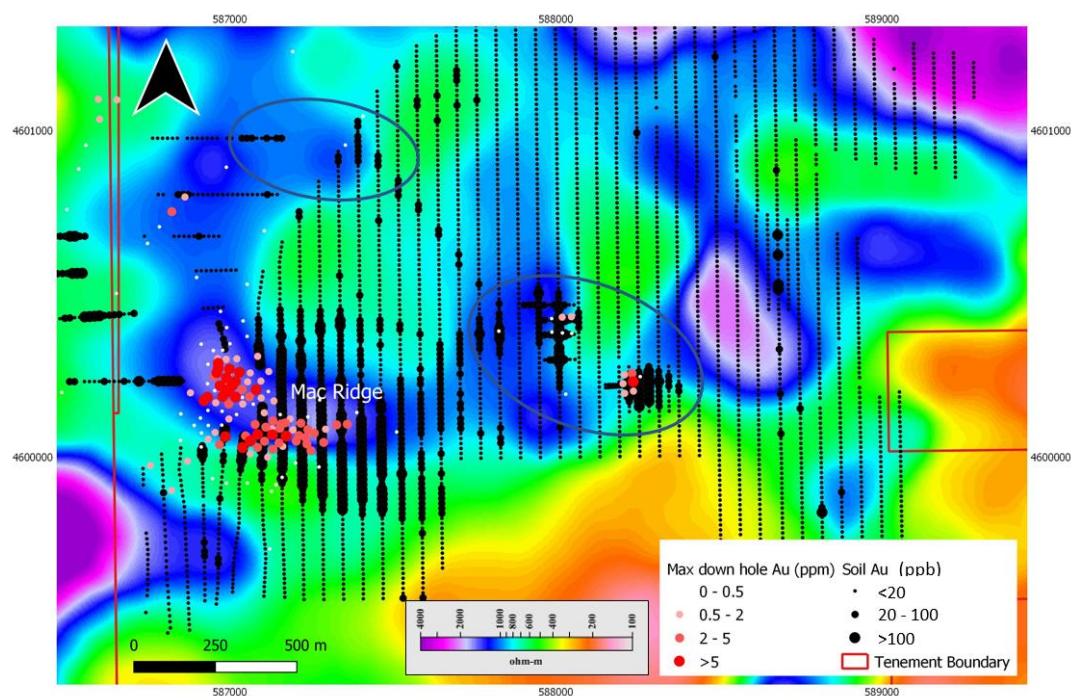 587000 588000 589000
4601000 4601000
Mac Ridge
4600000 4600000
Max down hole Au (ppm) Soil Au (ppb)
0 - 0.5 <20
0.5 - 2 20 - 100
2 - 5 >100
>5 Tenement Boundary
4000 2000 1000 800 600 400 200 100
ohm-m
0 250 500 m
587000 588000 589000